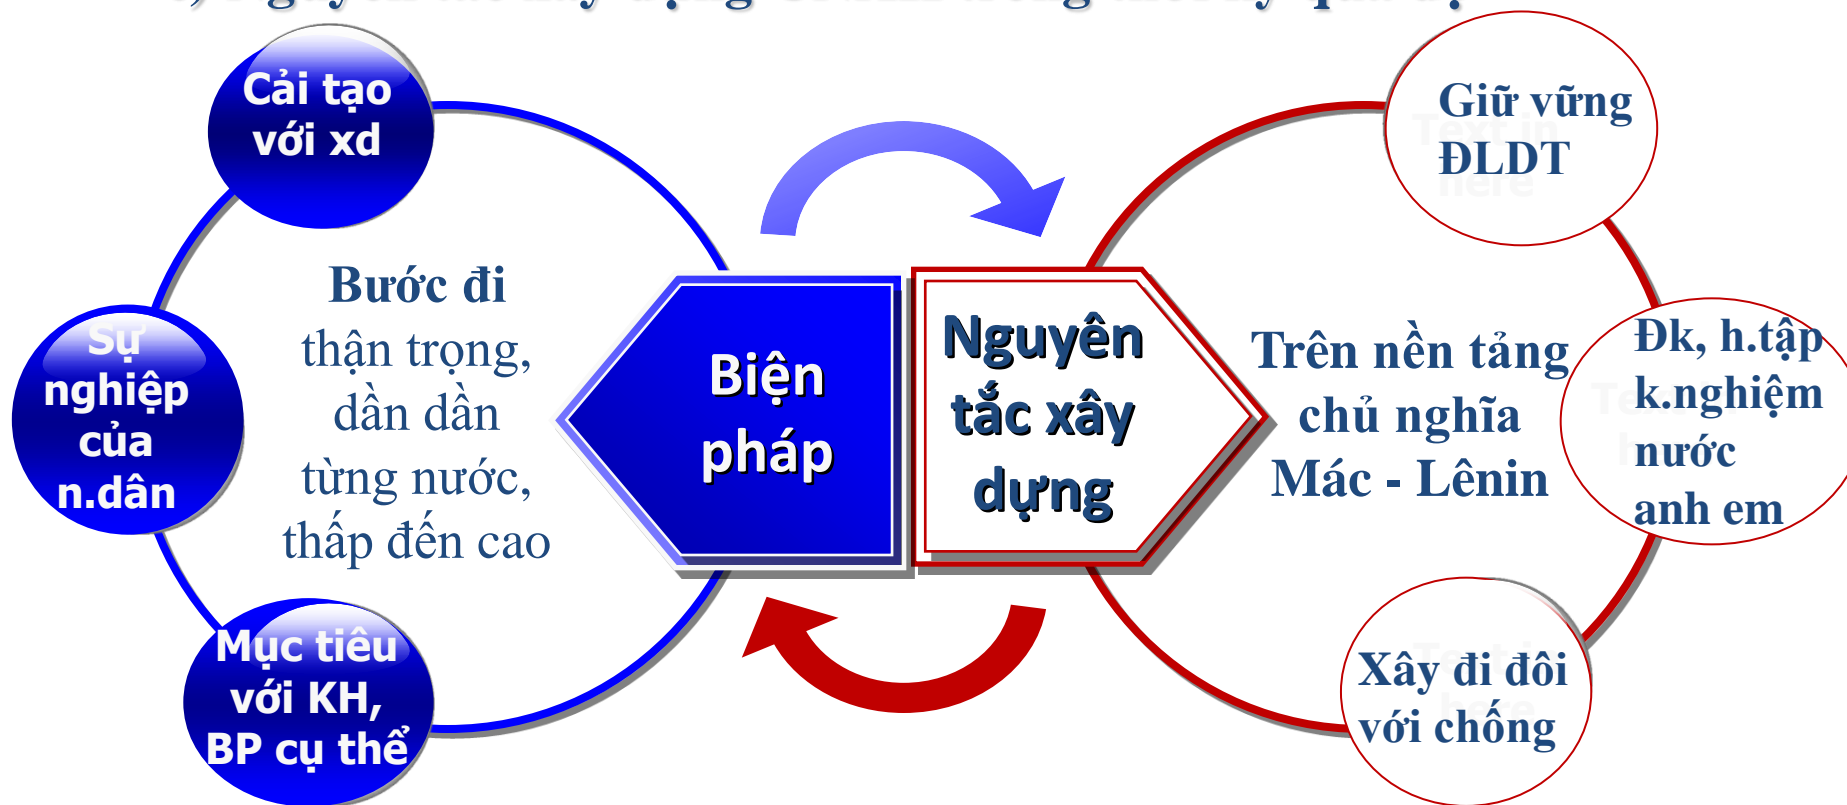 Cải tạo
với xd
Sự
nghiệp
của
n.dân
Mục tiêu
với KH,
BP cụ thể
Bước đi
thận trọng,
dần dần
từng nước,
thấp đến cao
Biện
pháp
Nguyên
tắc xây
dựng
Trên nền tảng
chủ nghĩa
Mác - Lênin
Giữ vững
ĐLDT
Đk, h.tập
k.nghiệm
nước
anh em
Xây đi đôi
với chống